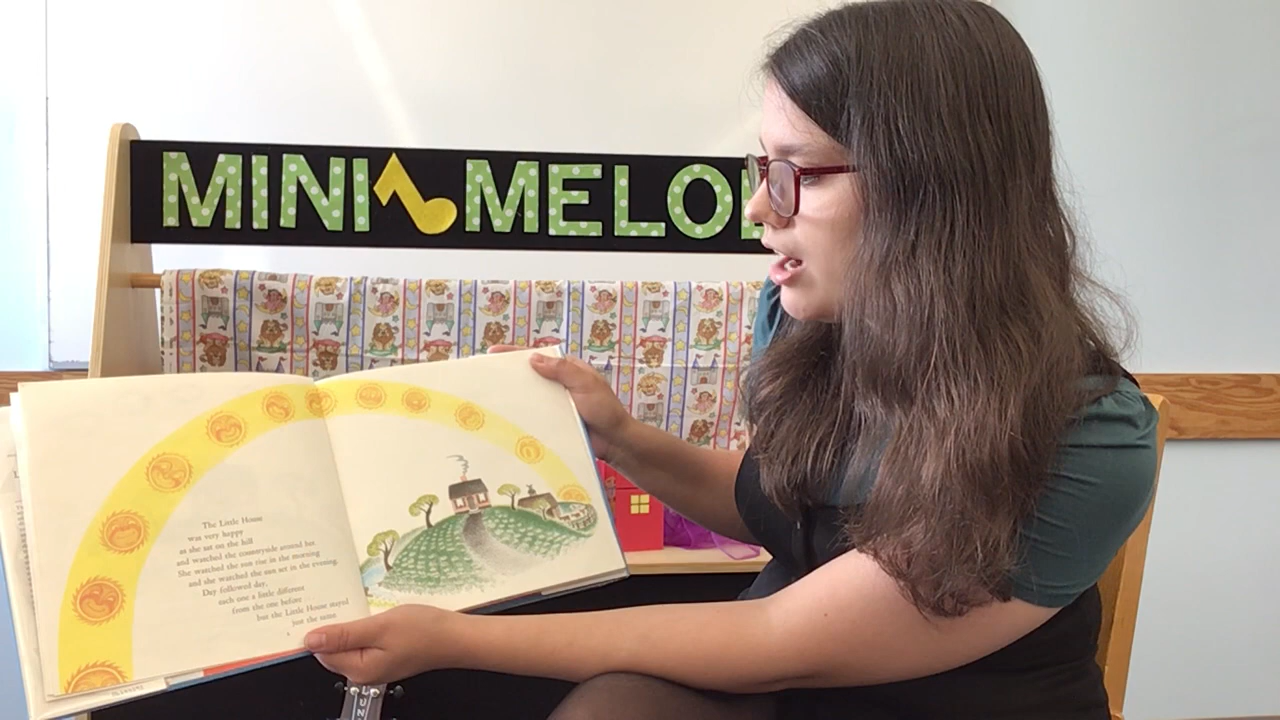 MINI MELOD
The Little House
was very happy
as she sat on the hill
and watched the countryside around her.
She watched the sun rise in the morning
and she watched the sun set in the evening.
Day followed day,
each one a little different
from the one before
but the Little House stayed
just the same.
LUN